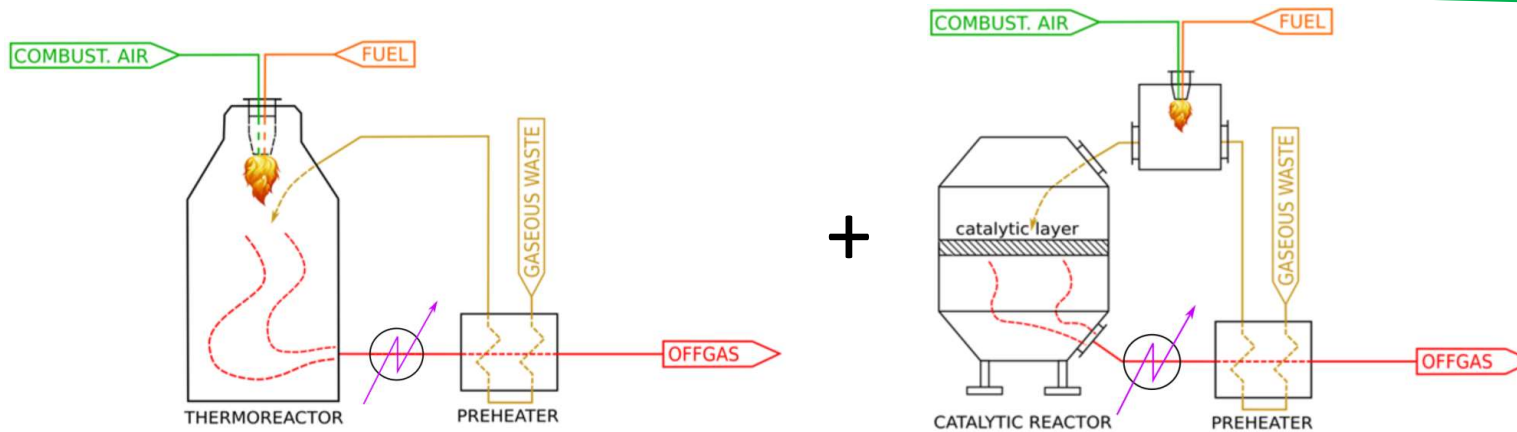 COMBUST. AIR
FUEL
GASEOUS WASTE
OFFGAS
THERMOREACTOR
PREHEATER
+
COMBUST. AIR
FUEL
GASEOUS WASTE
catalytic layer
OFFGAS
CATALYTIC REACTOR
PREHEATER